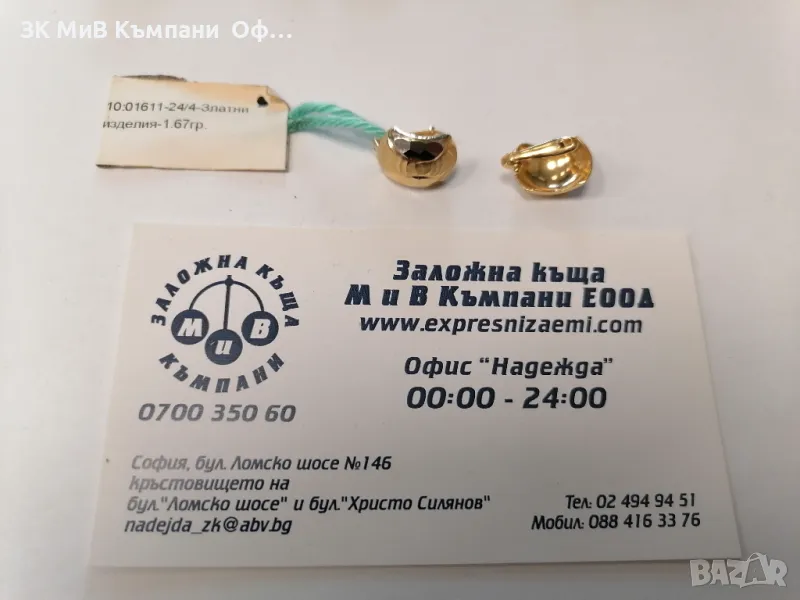 ЗК МиВ Къмпани Оф...
10:01611-24/4-Златни
изделия-1.67гр.
ЗАЛОЖНА КЪЩА
М и В
КЪМПАНИ
0700 350 60
Заложна къща
М и В Къмпани ЕООД
www.expresnizaemi.com
Офис "Надежда"
00:00 - 24:00
София, бул. Ломско шосе №146
кръстовището на
бул."Ломско шосе" и бул."Христо Силянов"
nadejda_zk@abv.bg
Тел: 02 494 94 51
Мобил: 088 416 33 76
BAZAR